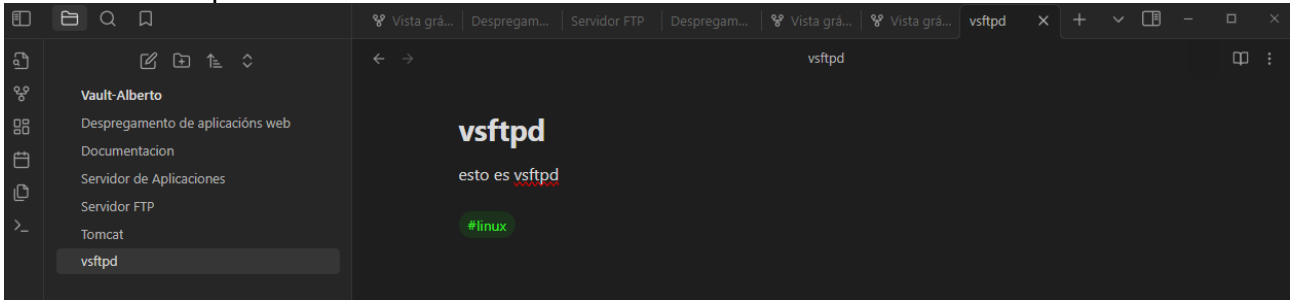 Vista grá...
Despregam...
Servidor FTP
Despregam...
Vista grá...
Vista grá...
vsftpd
vsftpd
Vault-Alberto
Despregamento de aplicacións web
Documentacion
Servidor de Aplicaciones
Servidor FTP
Tomcat
vsftpd
vsftpd
esto es vsftpd
#linux